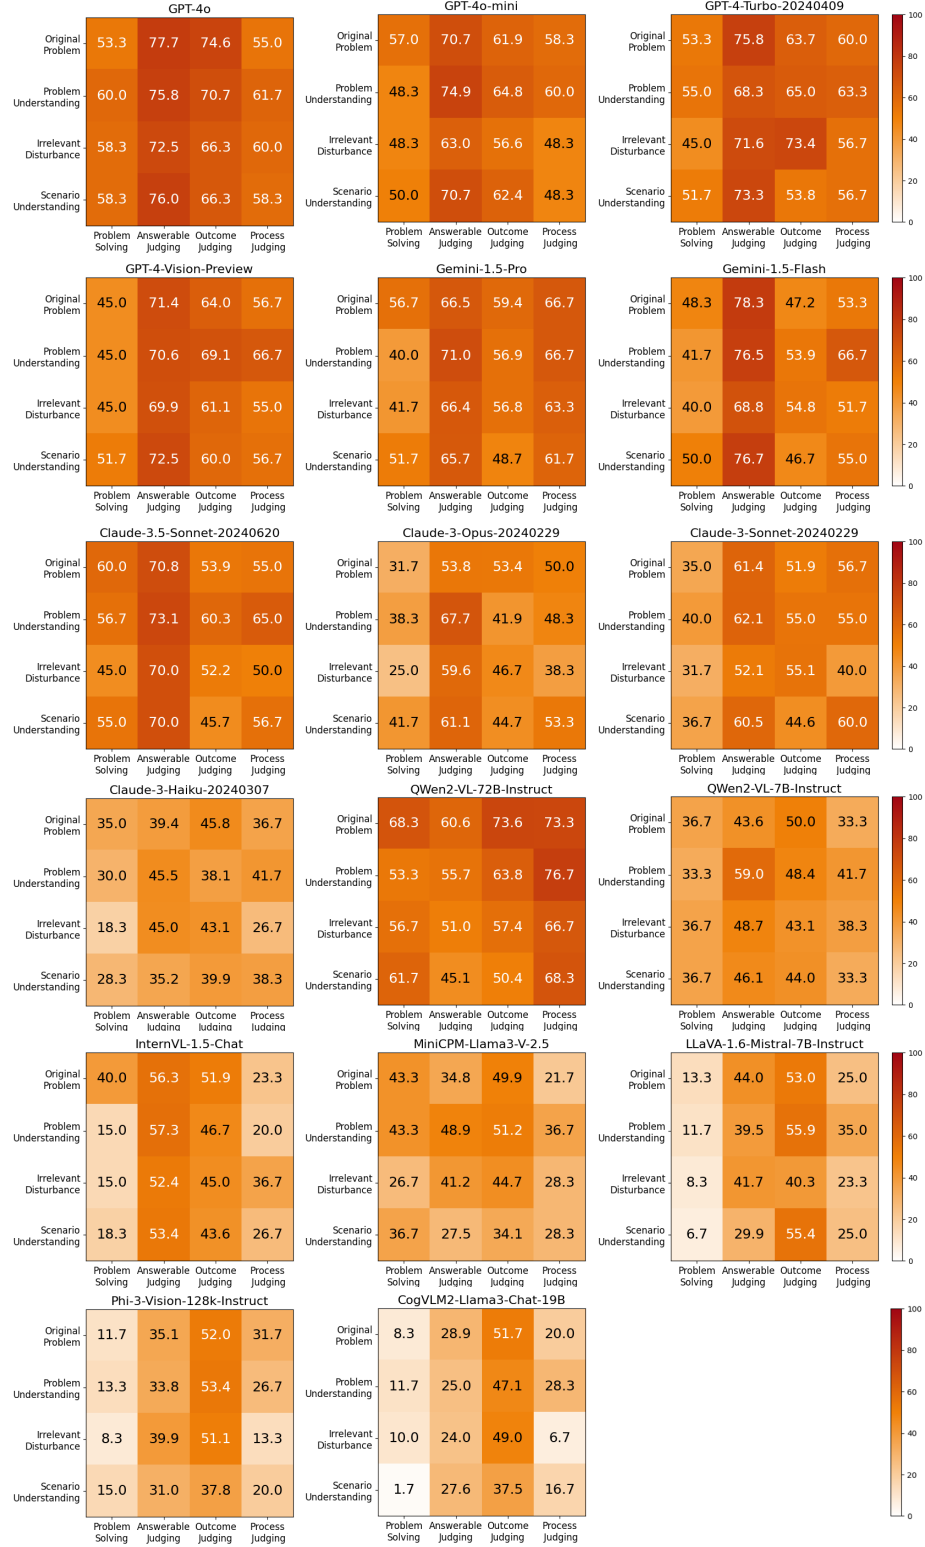 GPT-4o
Original
Problem
53.3 77.7 74.6 55.0
Problem
Understanding
60.0 75.8 70.7 61.7
Irrelevant
Disturbance
58.3 72.5 66.3 60.0
Scenario
Understanding
58.3 76.0 66.3 58.3
Problem
Solving
Answerable
Judging
Outcome
Judging
Process
Judging
GPT-4o-mini
Original
Problem
57.0 70.7 61.9 58.3
Problem
Understanding
48.3 74.9 64.8 60.0
Irrelevant
Disturbance
48.3 63.0 56.6 48.3
Scenario
Understanding
50.0 70.7 62.4 48.3
Problem
Solving
Answerable
Judging
Outcome
Judging
Process
Judging
GPT-4-Turbo-20240409
Original
Problem
53.3 75.8 63.7 60.0
Problem
Understanding
55.0 68.3 65.0 63.3
Irrelevant
Disturbance
45.0 71.6 73.4 56.7
Scenario
Understanding
51.7 73.3 53.8 56.7
Problem
Solving
Answerable
Judging
Outcome
Judging
Process
Judging
100
80
60
40
20
0
GPT-4-Vision-Preview
Original
Problem
45.0 71.4 64.0 56.7
Problem
Understanding
45.0 70.6 69.1 66.7
Irrelevant
Disturbance
45.0 69.9 61.1 55.0
Scenario
Understanding
51.7 72.5 60.0 56.7
Problem
Solving
Answerable
Judging
Outcome
Judging
Process
Judging
Gemini-1.5-Pro
Original
Problem
56.7 66.5 59.4 66.7
Problem
Understanding
40.0 71.0 56.9 66.7
Irrelevant
Disturbance
41.7 66.4 56.8 63.3
Scenario
Understanding
51.7 65.7 48.7 61.7
Problem
Solving
Answerable
Judging
Outcome
Judging
Process
Judging
Gemini-1.5-Flash
Original
Problem
48.3 78.3 47.2 53.3
Problem
Understanding
41.7 76.5 53.9 66.7
Irrelevant
Disturbance
40.0 68.8 54.8 51.7
Scenario
Understanding
50.0 76.7 46.7 55.0
Problem
Solving
Answerable
Judging
Outcome
Judging
Process
Judging
100
80
60
40
20
0
Claude-3.5-Sonnet-20240620
Original
Problem
60.0 70.8 53.9 55.0
Problem
Understanding
56.7 73.1 60.3 65.0
Irrelevant
Disturbance
45.0 70.0 52.2 50.0
Scenario
Understanding
55.0 70.0 45.7 56.7
Problem
Solving
Answerable
Judging
Outcome
Judging
Process
Judging
Claude-3-Opus-20240229
Original
Problem
31.7 53.8 53.4 50.0
Problem
Understanding
38.3 67.7 41.9 48.3
Irrelevant
Disturbance
25.0 59.6 46.7 38.3
Scenario
Understanding
41.7 61.1 44.7 53.3
Problem
Solving
Answerable
Judging
Outcome
Judging
Process
Judging
Claude-3-Sonnet-20240229
Original
Problem
35.0 61.4 51.9 56.7
Problem
Understanding
40.0 62.1 55.0 55.0
Irrelevant
Disturbance
31.7 52.1 55.1 40.0
Scenario
Understanding
36.7 60.5 44.6 60.0
Problem
Solving
Answerable
Judging
Outcome
Judging
Process
Judging
100
80
60
40
20
0
Claude-3-Haiku-20240307
Original
Problem
35.0 39.4 45.8 36.7
Problem
Understanding
30.0 45.5 38.1 41.7
Irrelevant
Disturbance
18.3 45.0 43.1 26.7
Scenario
Understanding
28.3 35.2 39.9 38.3
Problem
Solving
Answerable
Judging
Outcome
Judging
Process
Judging
QWen2-VL-72B-Instruct
Original
Problem
68.3 60.6 73.6 73.3
Problem
Understanding
53.3 55.7 63.8 76.7
Irrelevant
Disturbance
56.7 51.0 57.4 66.7
Scenario
Understanding
61.7 45.1 50.4 68.3
Problem
Solving
Answerable
Judging
Outcome
Judging
Process
Judging
QWen2-VL-7B-Instruct
Original
Problem
36.7 43.6 50.0 33.3
Problem
Understanding
33.3 59.0 48.4 41.7
Irrelevant
Disturbance
36.7 48.7 43.1 38.3
Scenario
Understanding
36.7 46.1 44.0 33.3
Problem
Solving
Answerable
Judging
Outcome
Judging
Process
Judging
100
80
60
40
20
0
InternVL-1.5-Chat
Original
Problem
40.0 56.3 51.9 23.3
Problem
Understanding
15.0 57.3 46.7 20.0
Irrelevant
Disturbance
15.0 52.4 45.0 36.7
Scenario
Understanding
18.3 53.4 43.6 26.7
Problem
Solving
Answerable
Judging
Outcome
Judging
Process
Judging
MiniCPM-Llama3-V-2.5
Original
Problem
43.3 34.8 49.9 21.7
Problem
Understanding
43.3 48.9 51.2 36.7
Irrelevant
Disturbance
26.7 41.2 44.7 28.3
Scenario
Understanding
36.7 27.5 34.1 28.3
Problem
Solving
Answerable
Judging
Outcome
Judging
Process
Judging
LLaVA-1.6-Mistral-7B-Instruct
Original
Problem
13.3 44.0 53.0 25.0
Problem
Understanding
11.7 39.5 55.9 35.0
Irrelevant
Disturbance
8.3 41.7 40.3 23.3
Scenario
Understanding
6.7 29.9 55.4 25.0
Problem
Solving
Answerable
Judging
Outcome
Judging
Process
Judging
100
80
60
40
20
0
Phi-3-Vision-128k-Instruct
Original
Problem
11.7 35.1 52.0 31.7
Problem
Understanding
13.3 33.8 53.4 26.7
Irrelevant
Disturbance
8.3 39.9 51.1 13.3
Scenario
Understanding
15.0 31.0 37.8 20.0
Problem
Solving
Answerable
Judging
Outcome
Judging
Process
Judging
CogVLM2-Llama3-Chat-19B
Original
Problem
8.3 28.9 51.7 20.0
Problem
Understanding
11.7 25.0 47.1 28.3
Irrelevant
Disturbance
10.0 24.0 49.0 6.7
Scenario
Understanding
1.7 27.6 37.5 16.7
Problem
Solving
Answerable
Judging
Outcome
Judging
Process
Judging
100
80
60
40
20
0